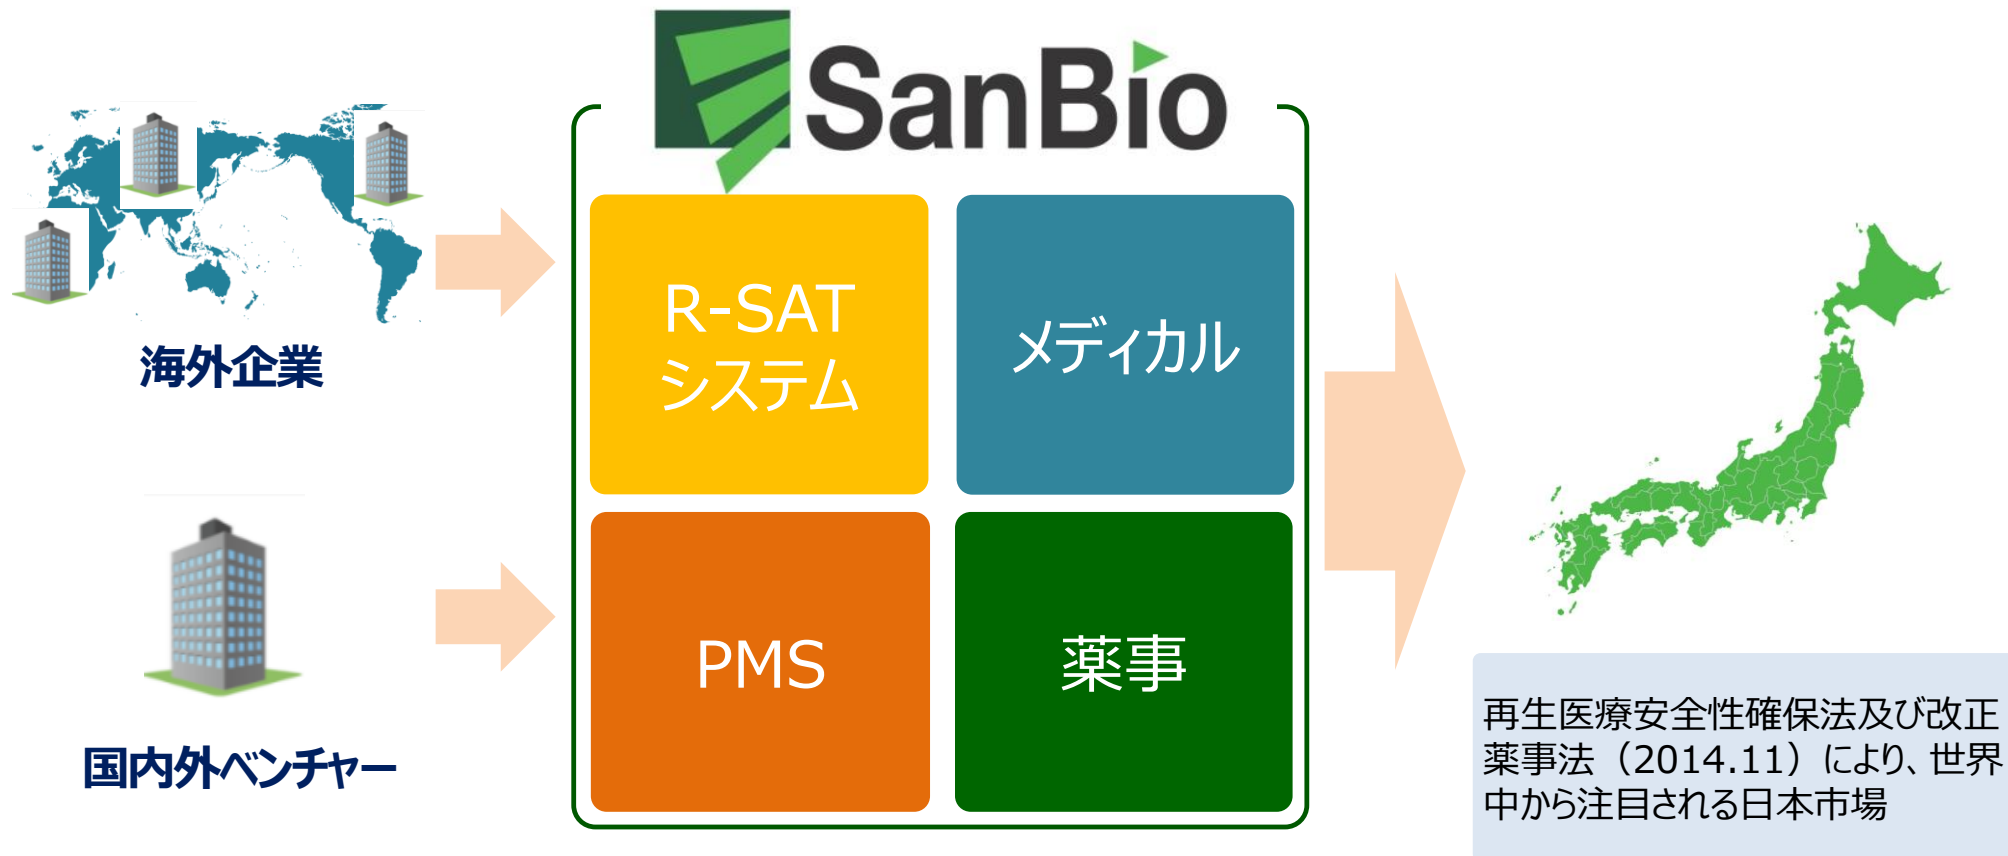 SanBio
海外企業
国内外ベンチャー
R-SAT
システム
メディカル
PMS
薬事
再生医療安全性確保法及び改正
薬事法（2014.11）により、世界
中から注目される日本市場